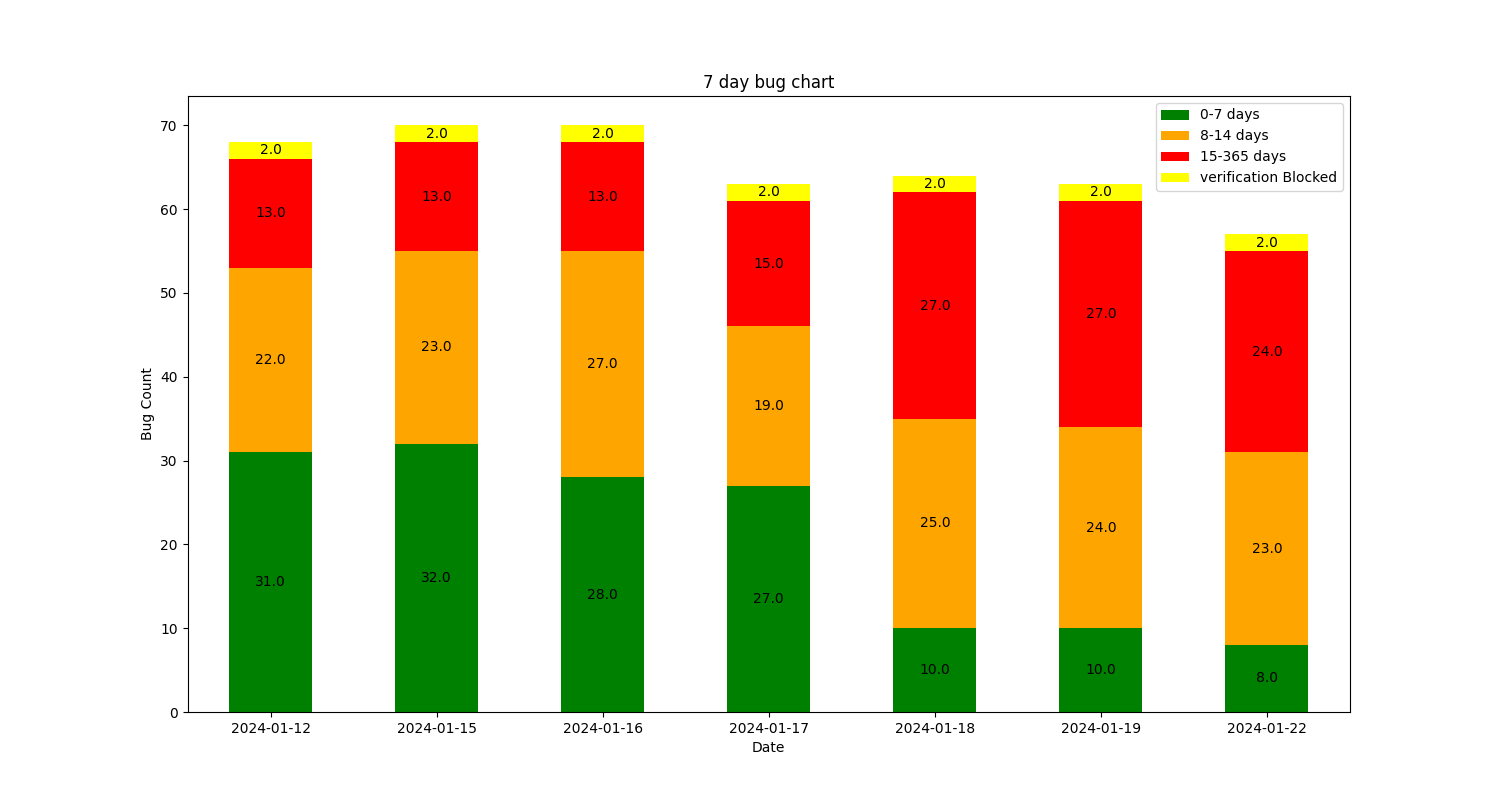 7 day bug chart
0-7 days
8-14 days
15-365 days
verification Blocked
Bug Count
70
60
50
40
30
20
10
0
2.0 2.0 2.0 2.0 2.0 2.0 2.0
13.0 13.0 13.0 15.0 27.0 27.0 24.0
22.0 23.0 27.0 19.0 25.0 24.0 23.0
31.0 32.0 28.0 27.0 10.0 10.0 8.0
2024-01-12 2024-01-15 2024-01-16 2024-01-17 2024-01-18 2024-01-19 2024-01-22
Date